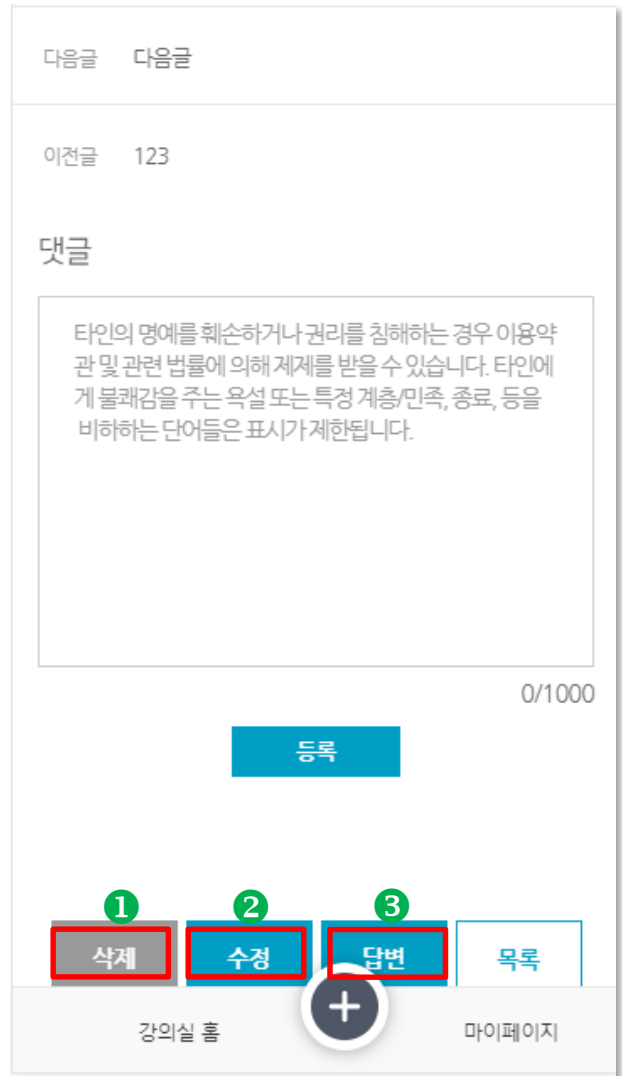 다음글 다음글
이전글 123
댓글
타인의 명예를 훼손하거나 권리를 침해하는 경우 이용약
관 및 관련 법률에 의해 제제를 받을 수 있습니다. 타인에
게 불쾌감을 주는 욕설 또는 특정 계층/민족, 종료, 등을
비하하는 단어들은 표시가 제한됩니다.
0/1000
등록
1 2 3
삭제 수정 답변 목록
강의실 홈 + 마이페이지